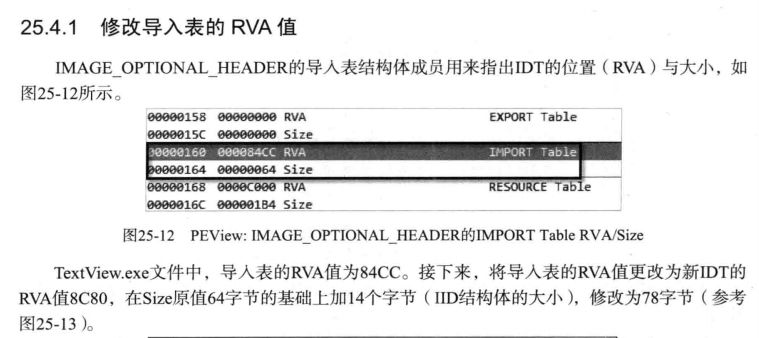 25.4.1 修改导入表的 RVA 值
IMAGE_OPTIONAL_HEADER的导入表结构体成员用来指出IDT的位置（RVA）与大小，如
图25-12所示。
00000158 00000000 RVA EXPORT Table
0000015C 00000000 Size
00000160 000084CC RVA IMPORT Table
00000164 00000064 Size
00000168 0000C000 RVA RESOURCE Table
0000016C 000001B4 Size
图25-12 PEView: IMAGE_OPTIONAL_HEADER的IMPORT Table RVA/Size
TextView.exe文件中，导入表的RVA值为84CC。接下来，将导入表的RVA值更改为新IDT的
RVA值8C80，在Size原值64字节的基础上加14个字节（IID结构体的大小），修改为78字节（参考
图25-13）。